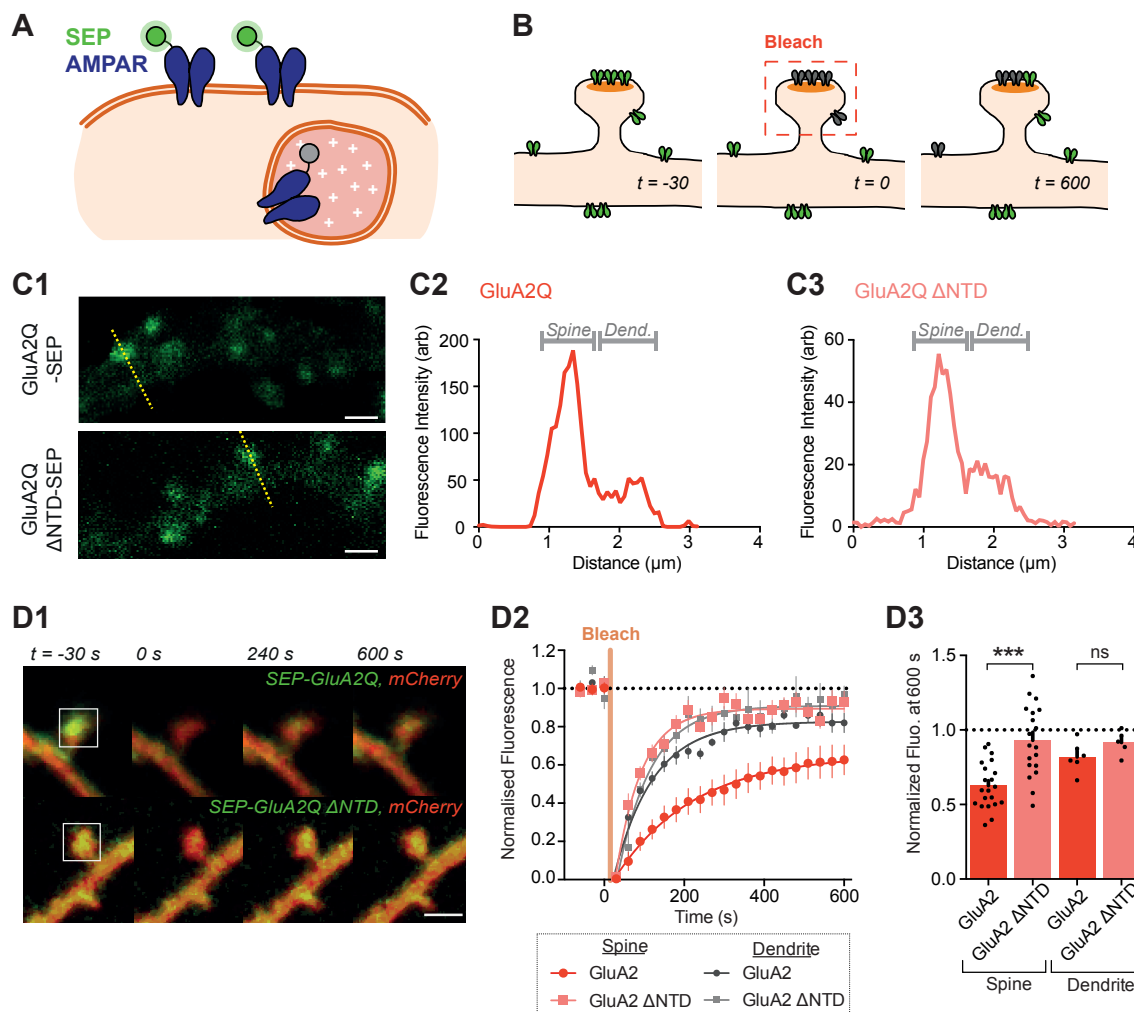 A
SEP
AMPAR
B
Bleach
t = -30
t = 0
t = 600
C1
GluA2Q
-SEP
GluA2Q
ΔNTD-SEP
C2
GluA2Q
Spine
Dend.
Fluorescence Intensity (arb)
200
150
100
50
0
0
1
2
3
4
Distance (µm)
C3
GluA2Q ΔNTD
Spine
Dend.
Fluorescence Intensity (arb)
60
40
20
0
0
1
2
3
4
Distance (µm)
D1
t = -30 s
0 s
240 s
600 s
SEP-GluA2Q, mCherry
SEP-GluA2Q ΔNTD, mCherry
D2
Bleach
Normalised Fluorescence
1.0
0.8
0.6
0.4
0.2
0.0
0
200
400
600
Time (s)
Spine
Dendrite
GluA2
GluA2
GluA2 ΔNTD
GluA2 ΔNTD
D3
Normalized Fluo. at 600 s
1.5
1.0
0.5
0.0
***
ns
GluA2
GluA2 ΔNTD
GluA2
GluA2 ΔNTD
Spine
Dendrite